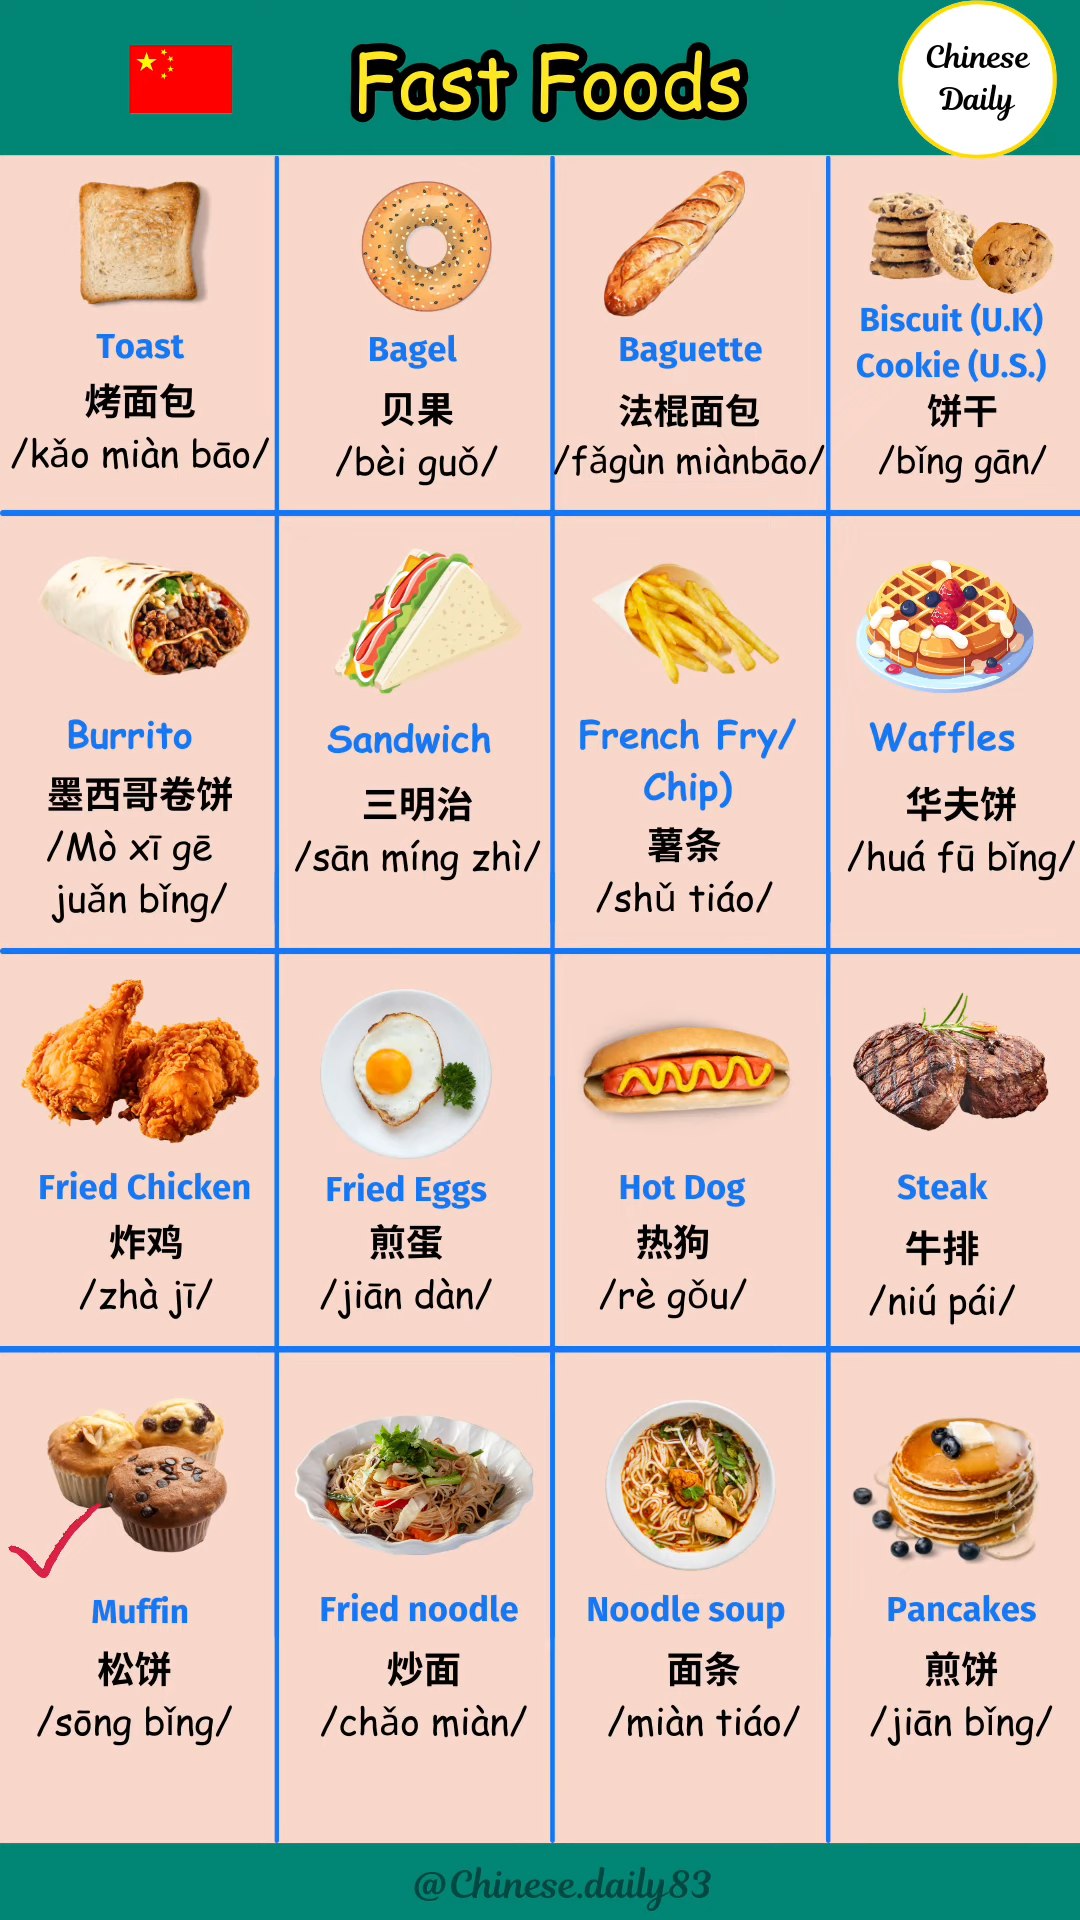 Fast Foods
Chinese
Daily
Toast
烤面包
/kǎo miàn bāo/
Bagel
贝果
/bèi guǒ/
Baguette
法棍面包
/fǎgùn miànbāo/
Biscuit (U.K)
Cookie (U.S.)
饼干
/bǐng gān/
Burrito
墨西哥卷饼
/Mò xī gē
juǎn bǐng/
Sandwich
三明治
/sān míng zhì/
French Fry/
Chip)
薯条
/shǔ tiáo/
Waffles
华夫饼
/huá fū bǐng/
Fried Chicken
炸鸡
/zhà jī/
Fried Eggs
煎蛋
/jiān dàn/
Hot Dog
热狗
/rè gǒu/
Steak
牛排
/niú pái/
Muffin
松饼
/sōng bǐng/
Fried noodle
炒面
/chǎo miàn/
Noodle soup
面条
/miàn tiáo/
Pancakes
煎饼
/jiān bǐng/
@Chinese.daily83